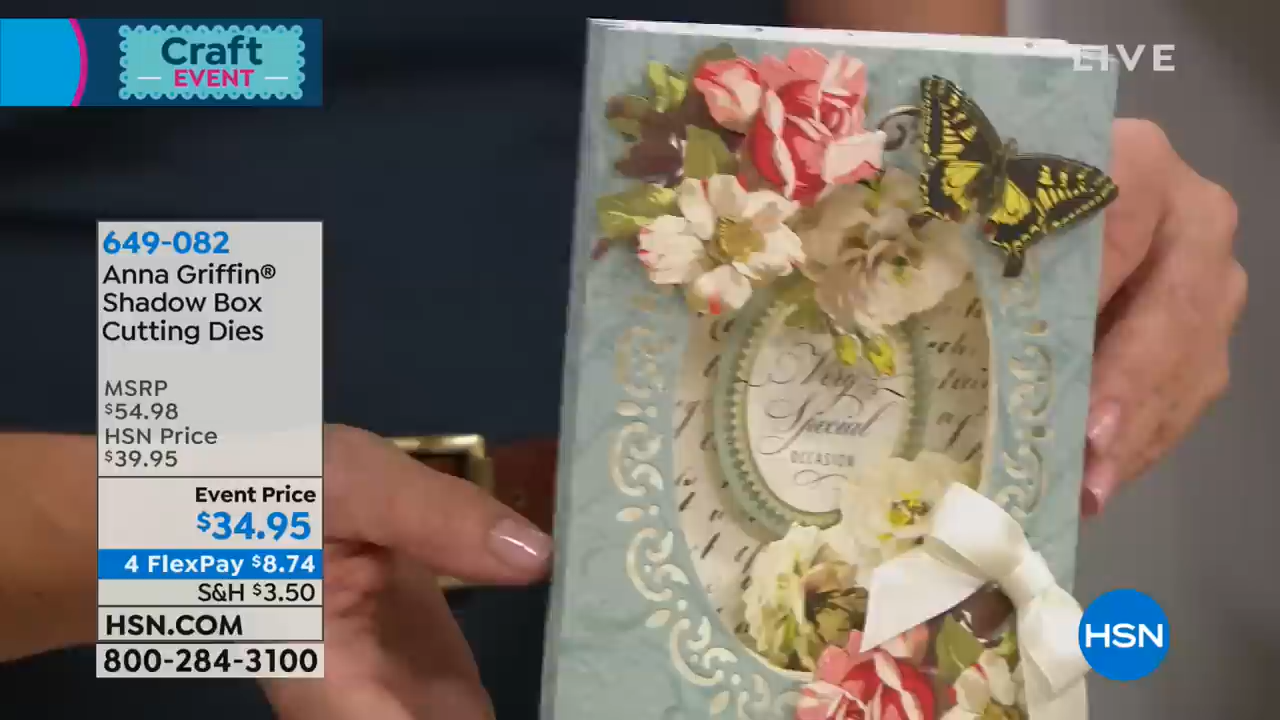 Craft
EVENT
LIVE
649-082
Anna Griffin®
Shadow Box
Cutting Dies
MSRP
$54.98
HSN Price
$39.95
Event Price
$34.95
4 FlexPay $8.74
S&H $3.50
HSN.COM
800-284-3100
Very
Special
OCCASION
HSN